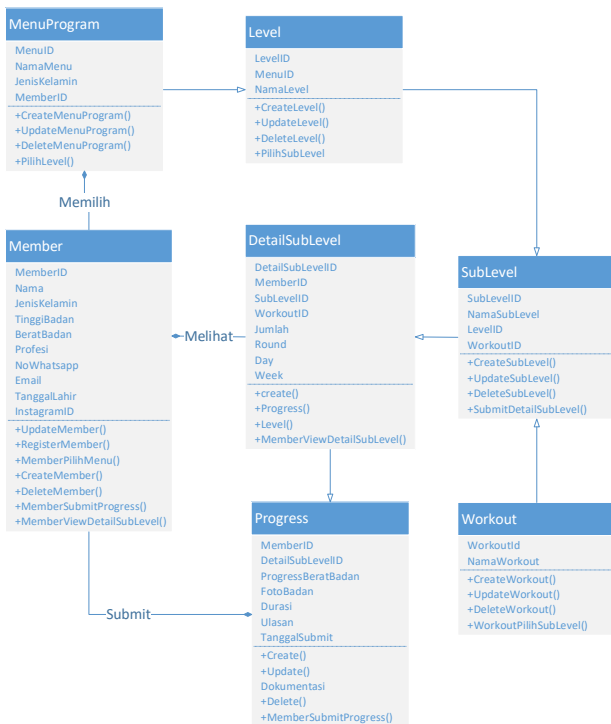 MenuProgram
MenuID
NamaMenu
JenisKelamin
MemberID
+CreateMenuProgram()
+UpdateMenuProgram()
+DeleteMenuProgram()
+PilihLevel()
Level
LevelID
MenuID
NamaLevel
+CreateLevel()
+UpdateLevel()
+DeleteLevel()
+PilihSubLevel
Memilih
Member
MemberID
Nama
JenisKelamin
TinggiBadan
BeratBadan
Profesi
NoWhatsapp
Email
TanggalLahir
InstagramID
+UpdateMember()
+RegisterMember()
+MemberPilihMenu()
+CreateMember()
+DeleteMember()
+MemberSubmitProgress()
+MemberViewDetailSubLevel()
Melihat
DetailSubLevel
DetailSubLevelID
MemberID
SubLevelID
WorkoutID
Jumlah
Round
Day
Week
+create()
+Progress()
+Level()
+MemberViewDetailSubLevel()
SubLevel
SubLevelID
NamaSubLevel
LevelID
WorkoutID
+CreateSubLevel()
+UpdateSubLevel()
+DeleteSubLevel()
+SubmitDetailSubLevel()
Submit
Progress
MemberID
DetailSubLevelID
ProgressBeratBadan
FotoBadan
Durasi
Ulasan
TanggalSubmit
+Create()
+Update()
Dokumentasi
+Delete()
+MemberSubmitProgress()
Workout
WorkoutId
NamaWorkout
+CreateWorkout()
+UpdateWorkout()
+DeleteWorkout()
+WorkoutPilihSubLevel()